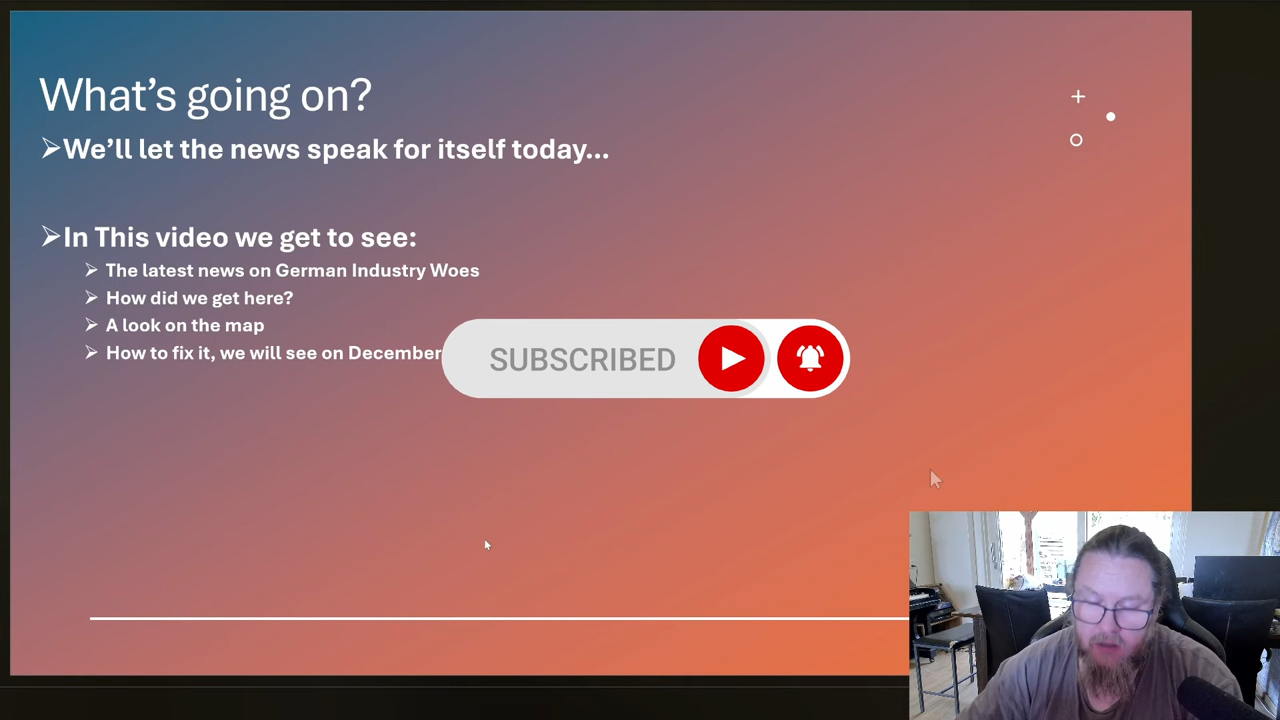 What's going on?
➢We'll let the news speak for itself today...
➢In This video we get to see:
➢ The latest news on German Industry Woes
➢ How did we get here?
➢ A look on the map
➢ How to fix it, we will see on December
SUBSCRIBED